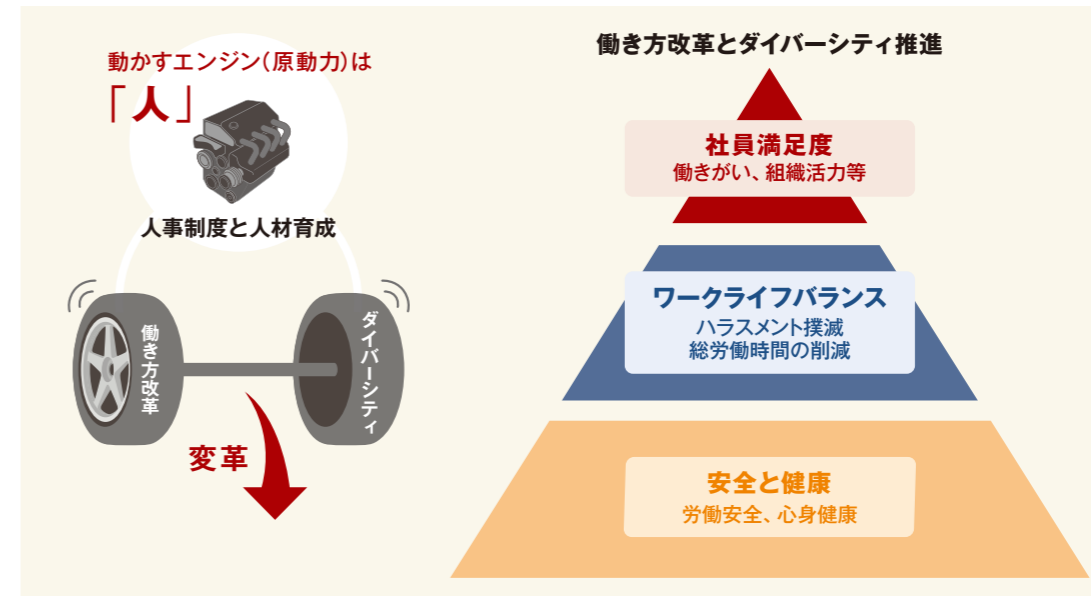 動かすエンジン(原動力)は
「人」
人事制度と人材育成
働き方改革
ダイバーシティ
変革
働き方改革とダイバーシティ推進
社員満足度
働きがい、組織活力等
ワークライフバランス
ハラスメント撲滅
総労働時間の削減
安全と健康
労働安全、心身健康